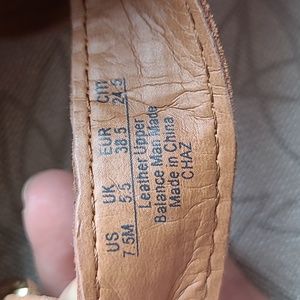 US UK EUR cm
7.5M 5.5 38.5 24.5
Leather Upper
Balance Man Made
Made in China
CHAZ